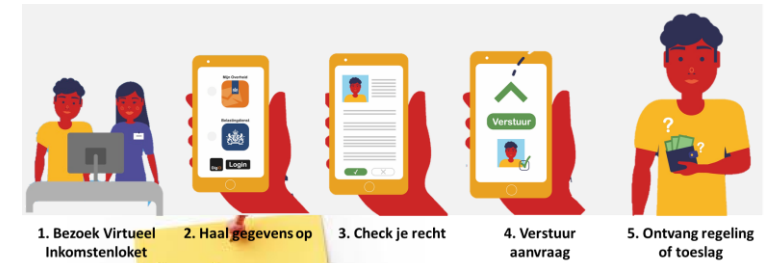 Mijn Overheid
Belastingdienst
Login
Verstuur
?
?
1. Bezoek Virtueel
Inkomstenloket
2. Haal gegevens op
3. Check je recht
4. Verstuur
aanvraag
5. Ontvang regeling
of toeslag